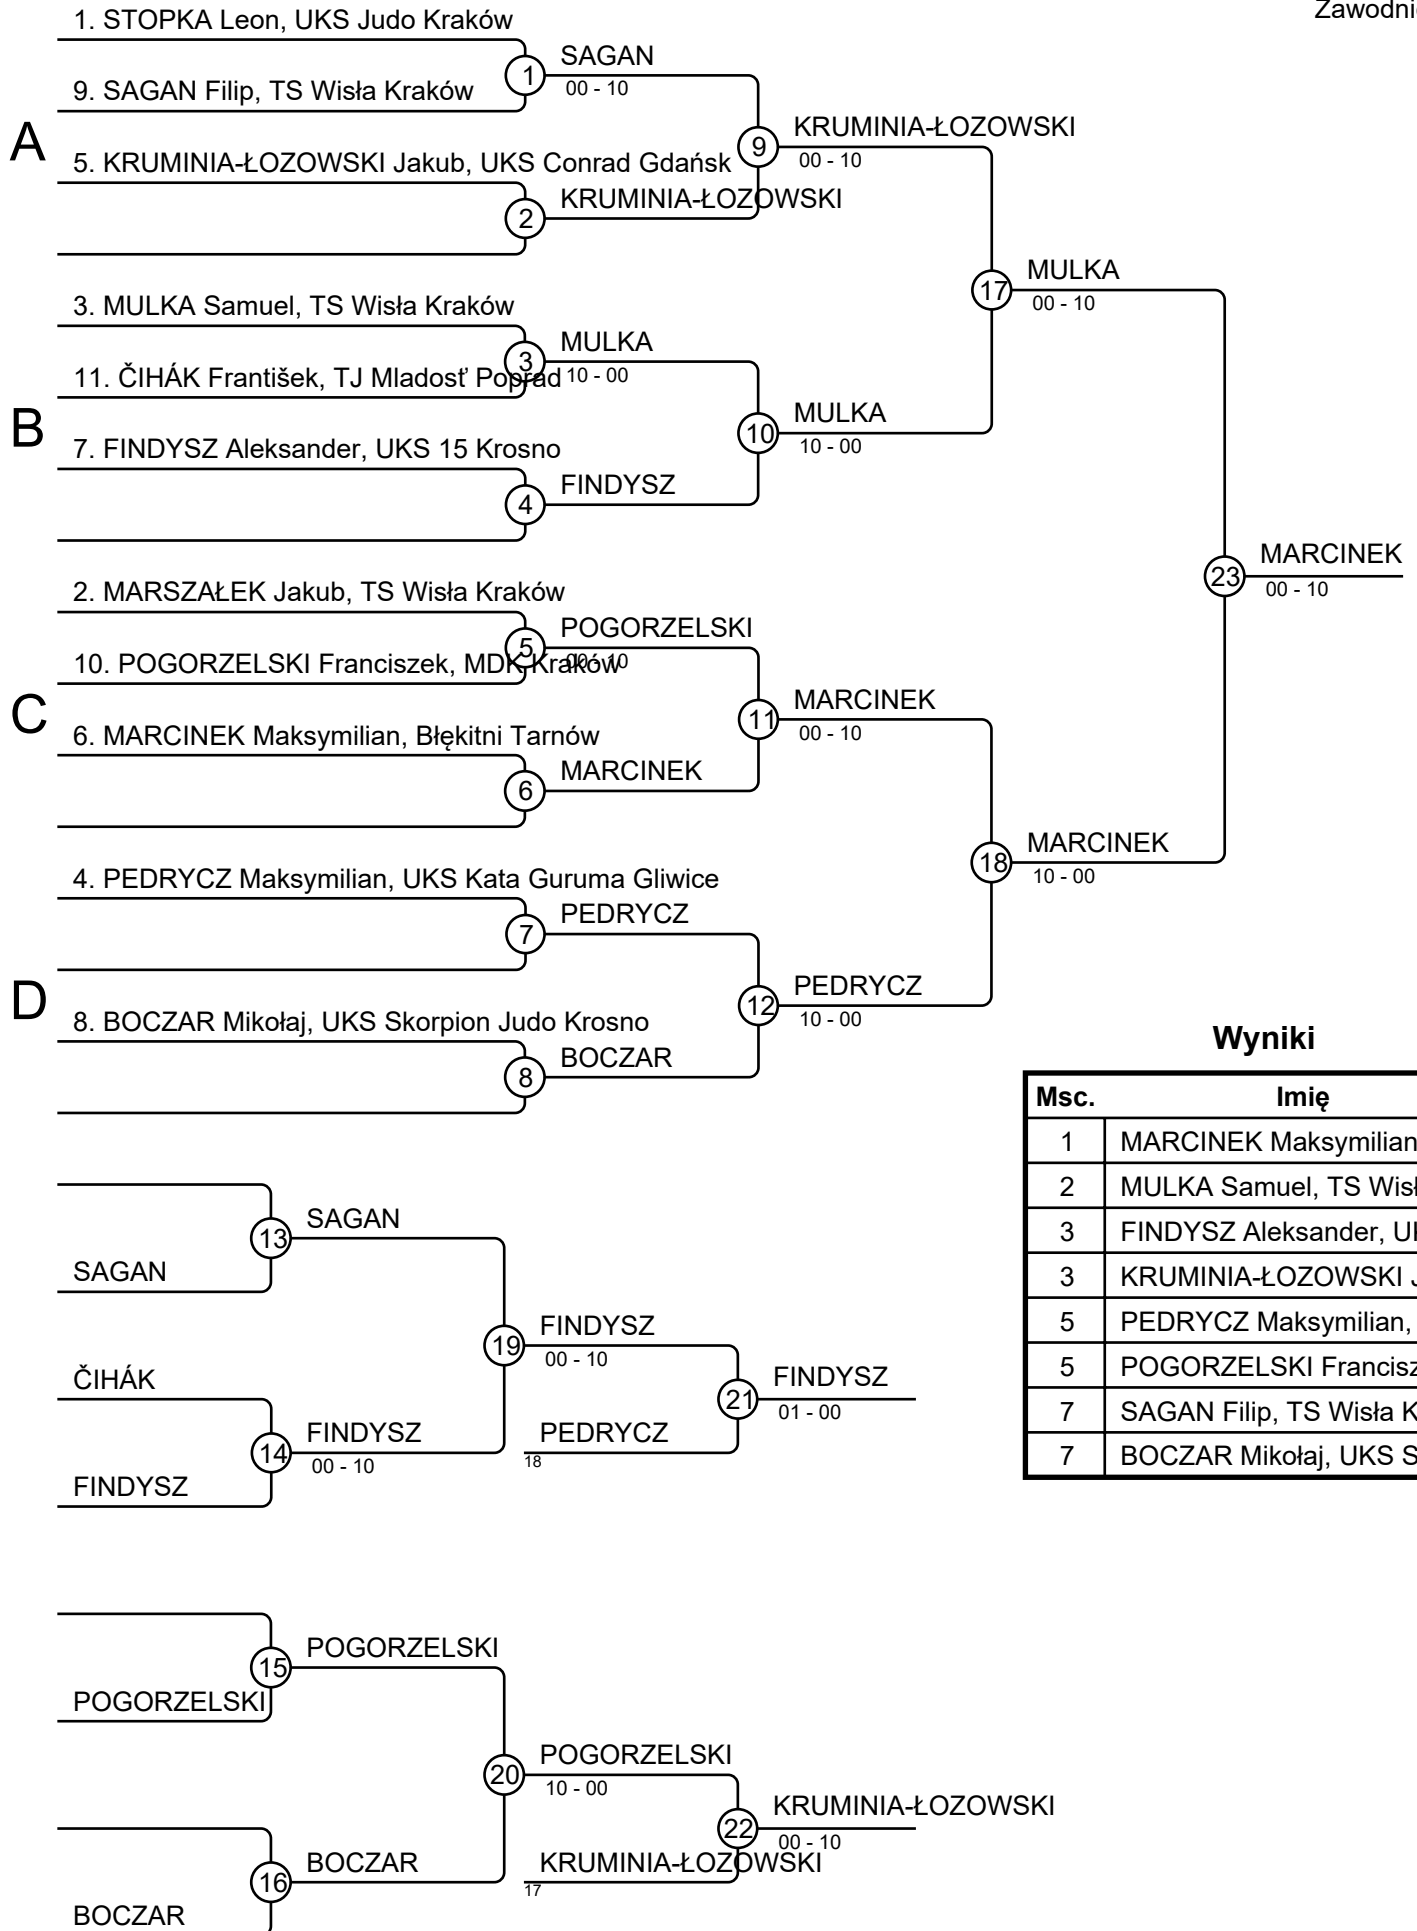 Zawodni
1. STOPKA Leon, UKS Judo Kraków
1
SAGAN
00 - 10
9. SAGAN Filip, TS Wisła Kraków
A
9
KRUMINIA-ŁOZOWSKI
00 - 10
5. KRUMINIA-ŁOZOWSKI Jakub, UKS Conrad Gdańsk
2
KRUMINIA-ŁOZOWSKI
17
MULKA
00 - 10
3. MULKA Samuel, TS Wisła Kraków
3
MULKA
10 - 00
11. ČIHÁK František, TJ Mladosť Poprad
B
10
MULKA
10 - 00
7. FINDYSZ Aleksander, UKS 15 Krosno
4
FINDYSZ
23
MARCINEK
00 - 10
2. MARSZAŁEK Jakub, TS Wisła Kraków
5
POGORZELSKI
00 - 10
10. POGORZELSKI Franciszek, MDK Kraków
C
11
MARCINEK
00 - 10
6. MARCINEK Maksymilian, Błękitni Tarnów
6
MARCINEK
18
MARCINEK
10 - 00
4. PEDRYCZ Maksymilian, UKS Kata Guruma Gliwice
7
PEDRYCZ
D
12
PEDRYCZ
10 - 00
8. BOCZAR Mikołaj, UKS Skorpion Judo Krosno
8
BOCZAR
Wyniki
Msc. Imię
1 MARCINEK Maksymilian
2 MULKA Samuel, TS Wisł
3 FINDYSZ Aleksander, U
3 KRUMINIA-ŁOZOWSKI
5 PEDRYCZ Maksymilian,
5 POGORZELSKI Francisz
7 SAGAN Filip, TS Wisła K
7 BOCZAR Mikołaj, UKS S
13
SAGAN
SAGAN
19
FINDYSZ
00 - 10
ČIHÁK
21
FINDYSZ
01 - 00
14
FINDYSZ
00 - 10
PEDRYCZ
18
FINDYSZ
15
POGORZELSKI
POGORZELSKI
20
POGORZELSKI
10 - 00
22
KRUMINIA-ŁOZOWSKI
00 - 10
16
BOCZAR
KRUMINIA-ŁOZOWSKI
17
BOCZAR